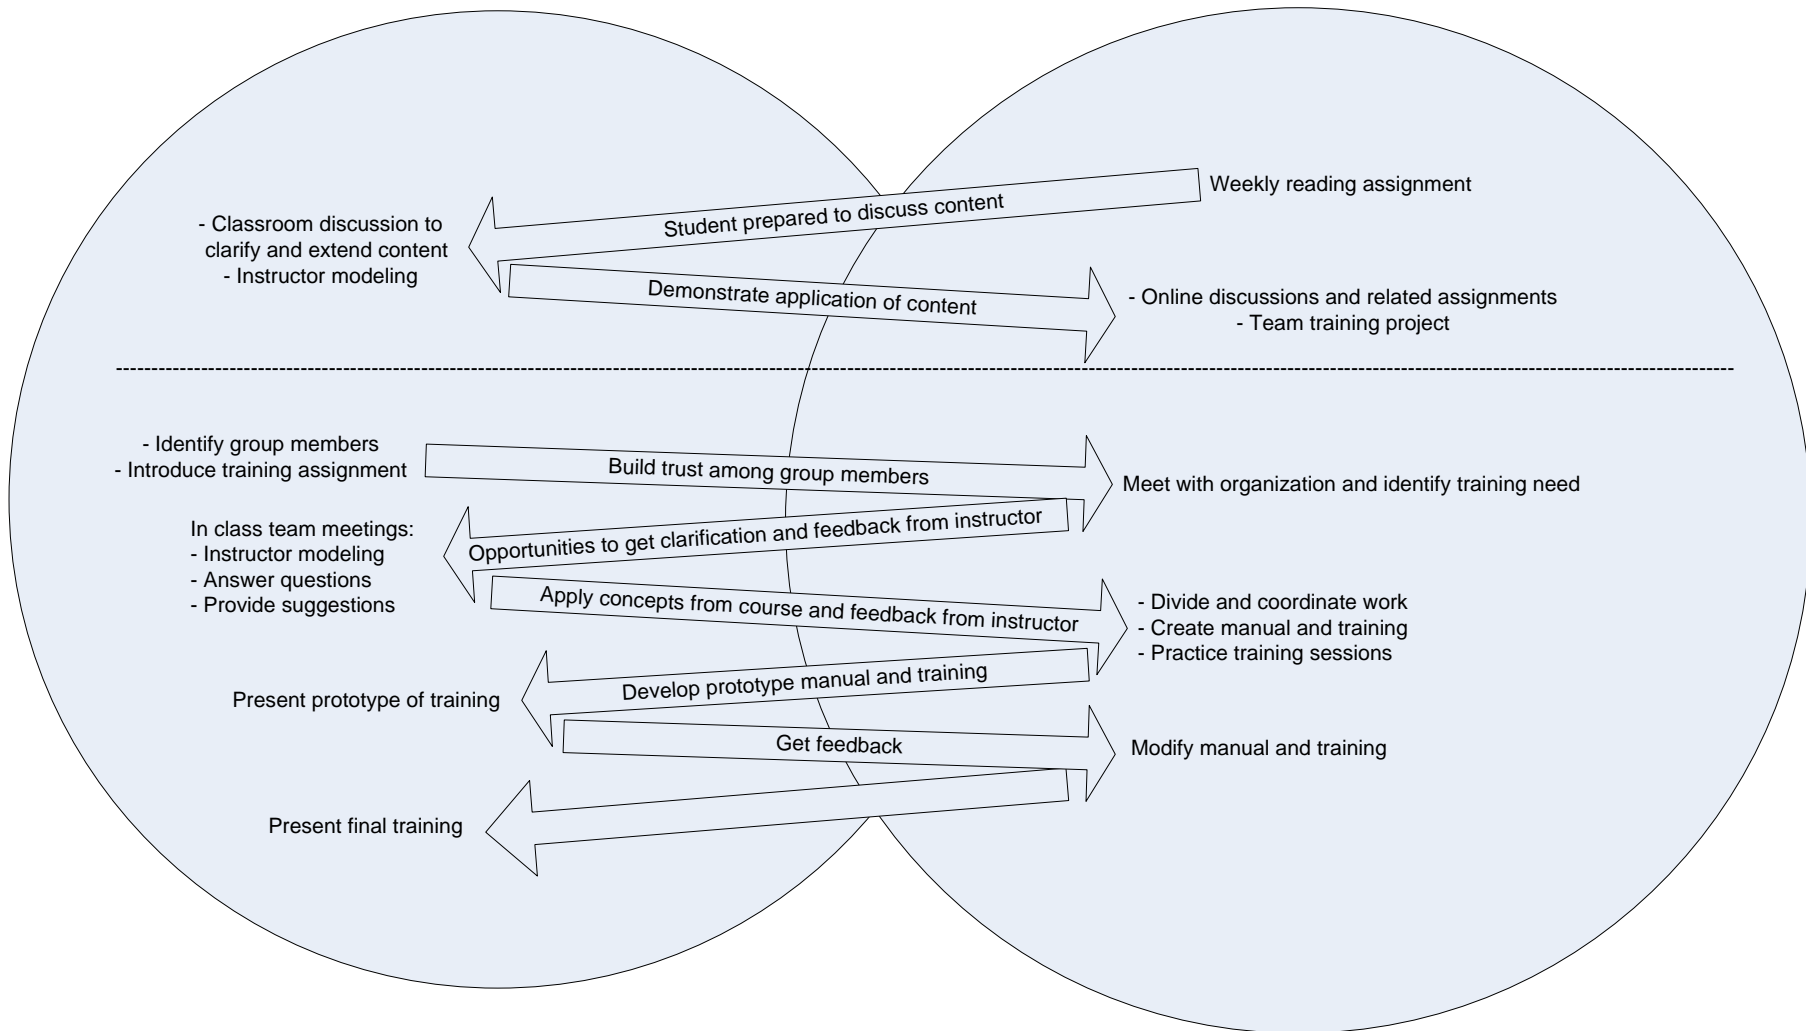 Weekly reading assignment
Student prepared to discuss content
- Classroom discussion to
clarify and extend content
- Instructor modeling
Demonstrate application of content
- Online discussions and related assignments
- Team training project
- Identify group members
- Introduce training assignment
Build trust among group members
Meet with organization and identify training need
Opportunities to get clarification and feedback from instructor
In class team meetings:
- Instructor modeling
- Answer questions
- Provide suggestions
Apply concepts from course and feedback from instructor
- Divide and coordinate work
- Create manual and training
- Practice training sessions
Develop prototype manual and training
Present prototype of training
Get feedback
Modify manual and training
Present final training